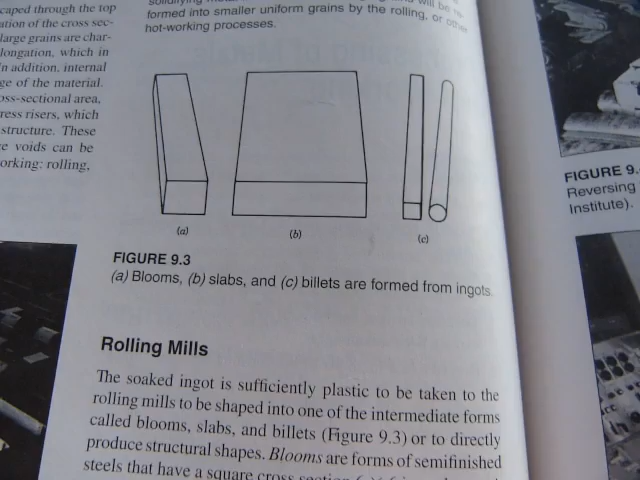 caped through the top
ation of the cross sec-
large grains are char-
longation, which in
n addition, internal
ge of the material.
oss-sectional area,
ress risers, which
structure. These
e voids can be
orking: rolling,
formed into smaller uniform grains by the rolling, or other
hot-working processes.
(a)
(b)
(c)
FIGURE 9.3
(a) Blooms, (b) slabs, and (c) billets are formed from ingots.
Rolling Mills
The soaked ingot is sufficiently plastic to be taken to the
rolling mills to be shaped into one of the intermediate forms
called blooms, slabs, and billets (Figure 9.3) or to directly
produce structural shapes. Blooms are forms of semifinished
steels that have a square cross section
FIGURE 9.
Reversing
Institute).